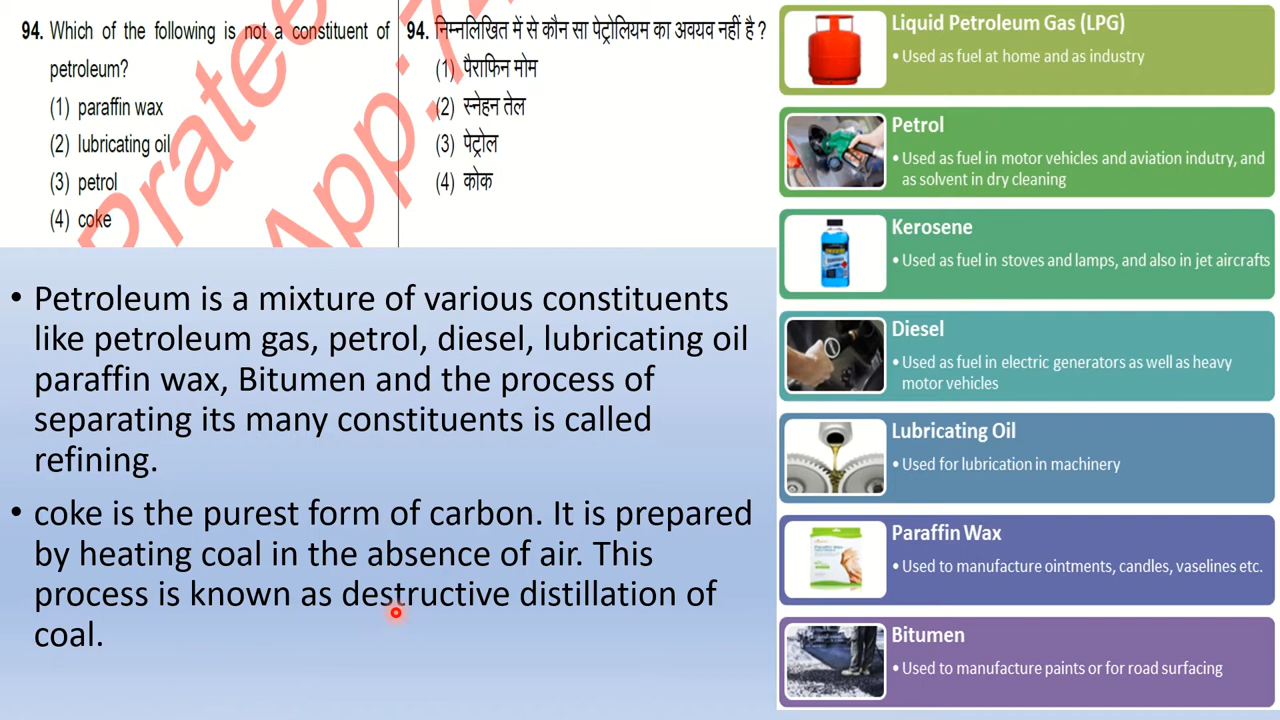 94. Which of the following is not a constituent of
petroleum?
(1) paraffin wax
(2) lubricating oil
(3) petrol
(4) coke
94. निम्नलिखित में से कौन सा पेट्रोलियम का अवयव नहीं है ?
(1) पैराफिन मोम
(2) स्नेहन तेल
(3) पेट्रोल
(4) कोक
• Petroleum is a mixture of various constituents
like petroleum gas, petrol, diesel, lubricating oil
paraffin wax, Bitumen and the process of
separating its many constituents is called
refining.
• coke is the purest form of carbon. It is prepared
by heating coal in the absence of air. This
process is known as destructive distillation of
coal.
Liquid Petroleum Gas (LPG)
• Used as fuel at home and as industry
Petrol
• Used as fuel in motor vehicles and aviation indutry, and
as solvent in dry cleaning
Kerosene
• Used as fuel in stoves and lamps, and also in jet aircrafts
Diesel
• Used as fuel in electric generators as well as heavy
motor vehicles
Lubricating Oil
• Used for lubrication in machinery
Paraffin Wax
• Used to manufacture ointments, candles, vaselines etc.
Bitumen
• Used to manufacture paints or for road surfacing